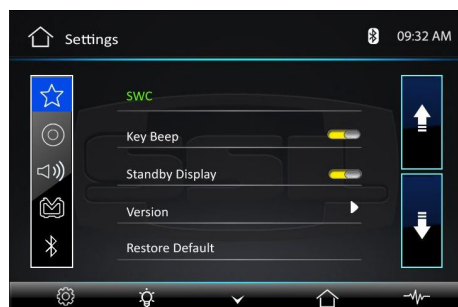 Settings
09:32 AM
SWC
Key Beep
Standby Display
Version
Restore Default